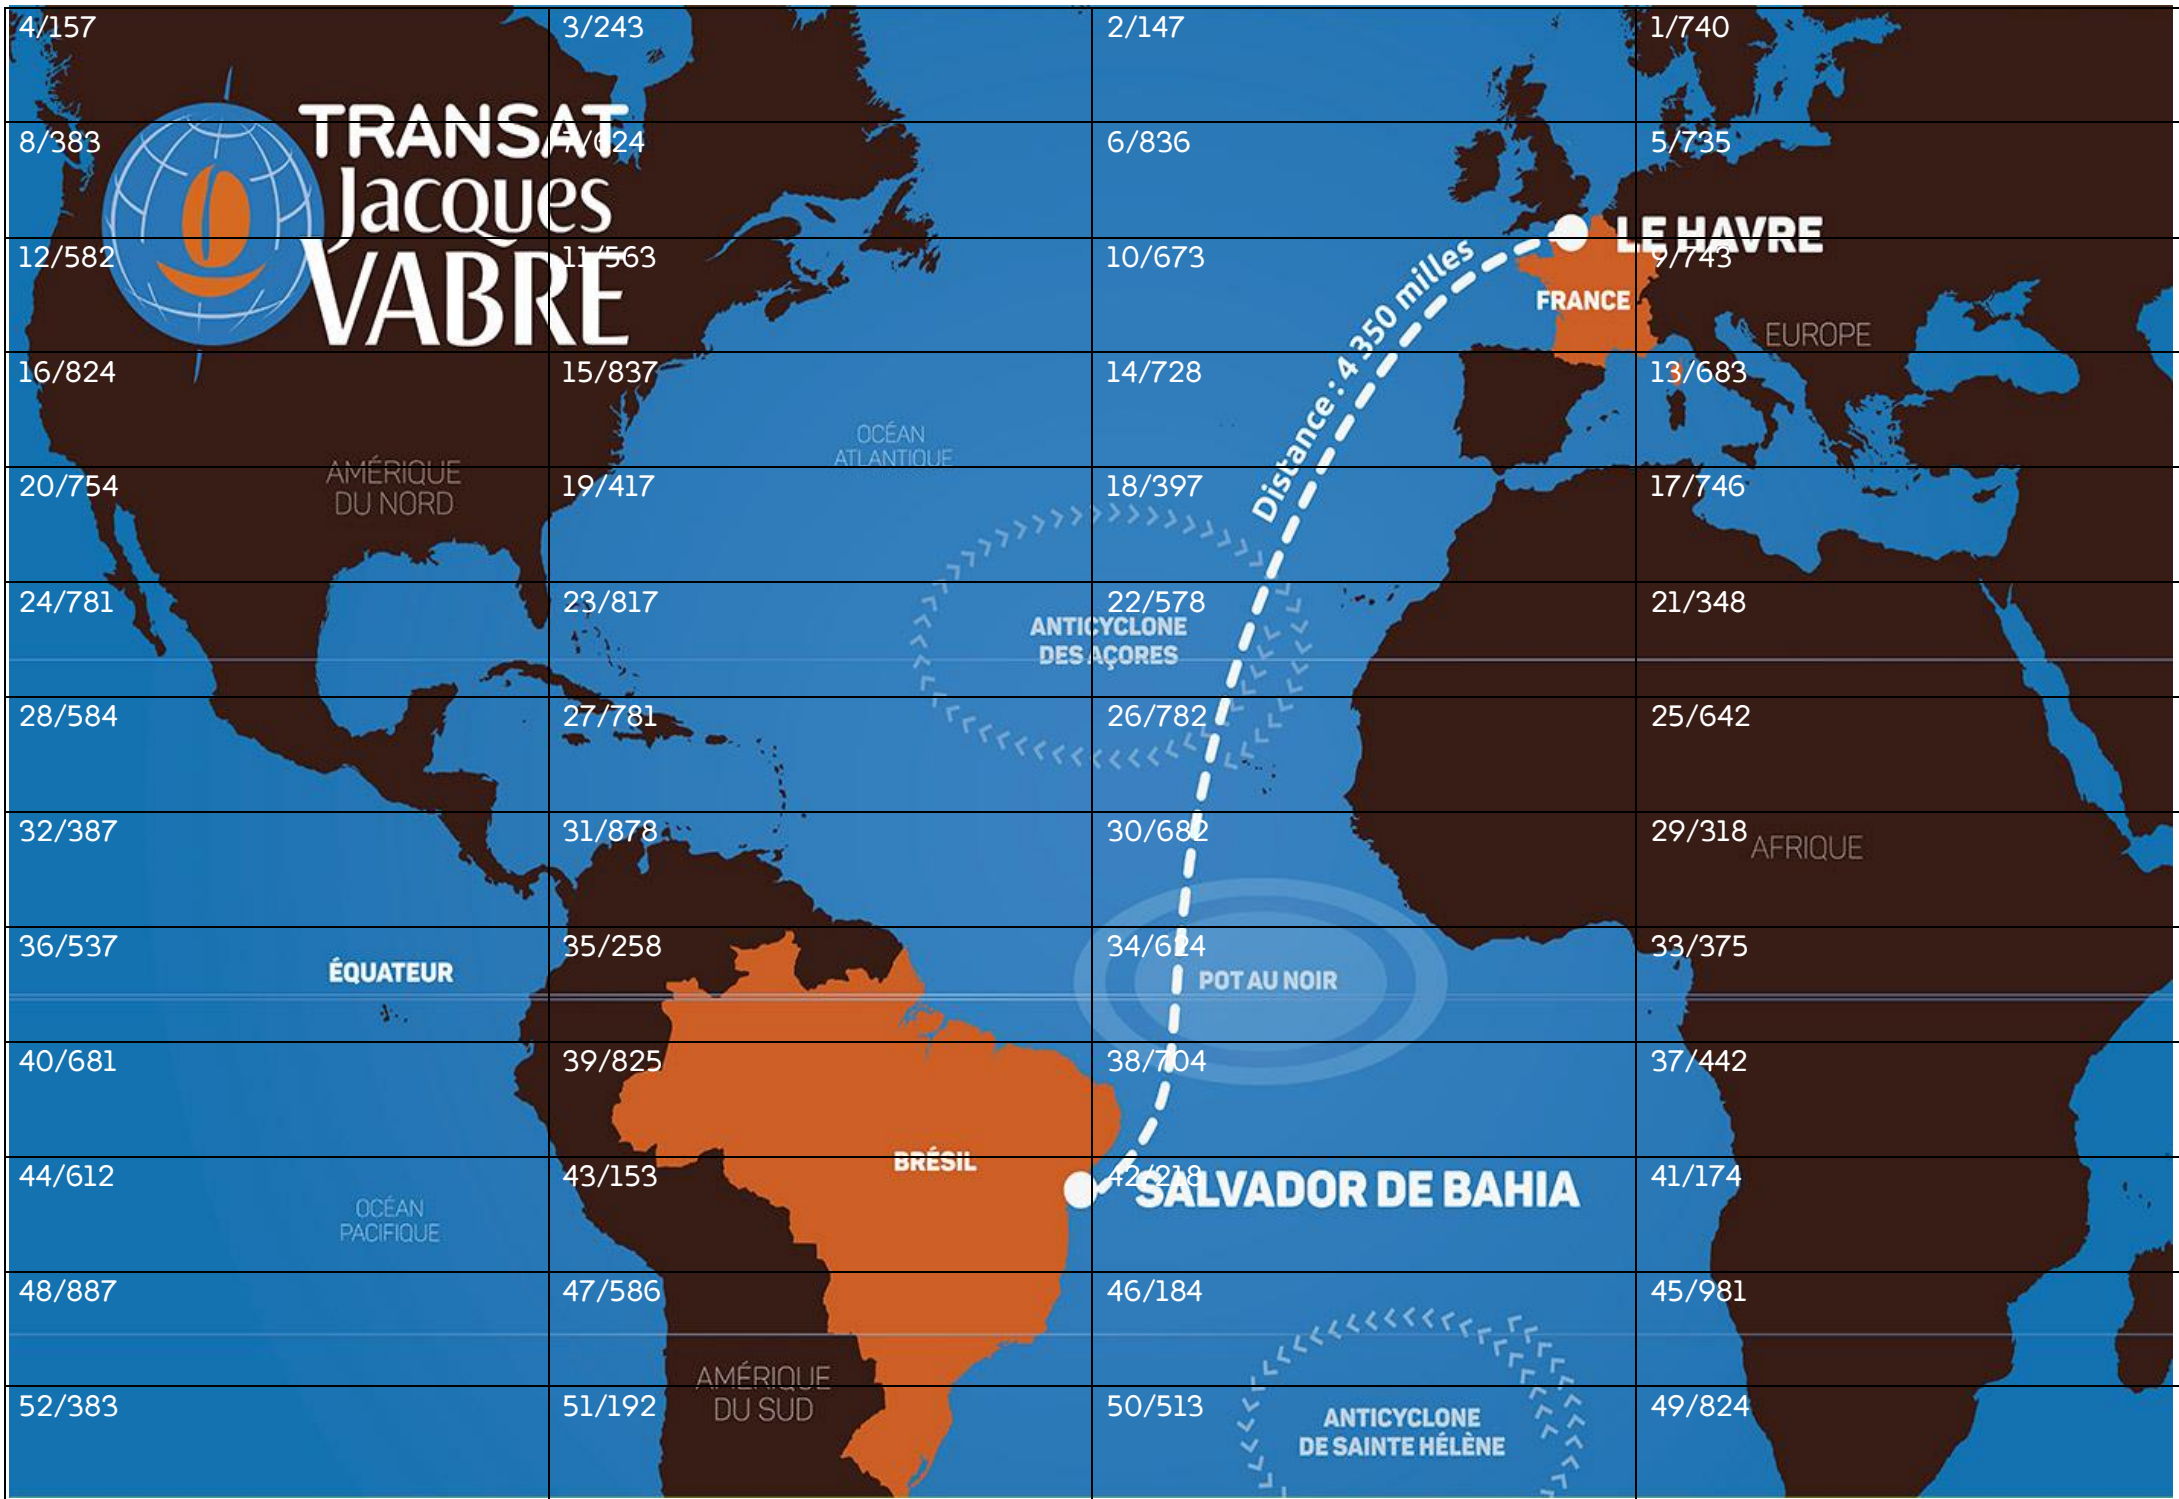 4/157 3/243 2/147 1/740
TRANSAT
8/383 7/624 6/836 5/735
Jacques
LE HAVRE
12/582 11/563 10/673 9/743
VABRE
FRANCE
EUROPE
Distance : 4 350 milles
16/824 15/837 14/728 13/683
OCÉAN
ATLANTIQUE
AMÉRIQUE
DU NORD
20/754 19/417 18/397 17/746
24/781 23/817 22/578 21/348
ANTICYCLONE
DES AÇORES
28/584 27/781 26/782 25/642
32/387 31/878 30/682 29/318
AFRIQUE
36/537 35/258 34/624 33/375
ÉQUATEUR
POT AU NOIR
40/681 39/825 38/704 37/442
BRÉSIL
44/612 43/153 42/218 41/174
SALVADOR DE BAHIA
OCÉAN
PACIFIQUE
48/887 47/586 46/184 45/981
AMÉRIQUE
DU SUD
52/383 51/192 50/513 49/824
ANTICYCLONE
DE SAINTE HÉLÈNE